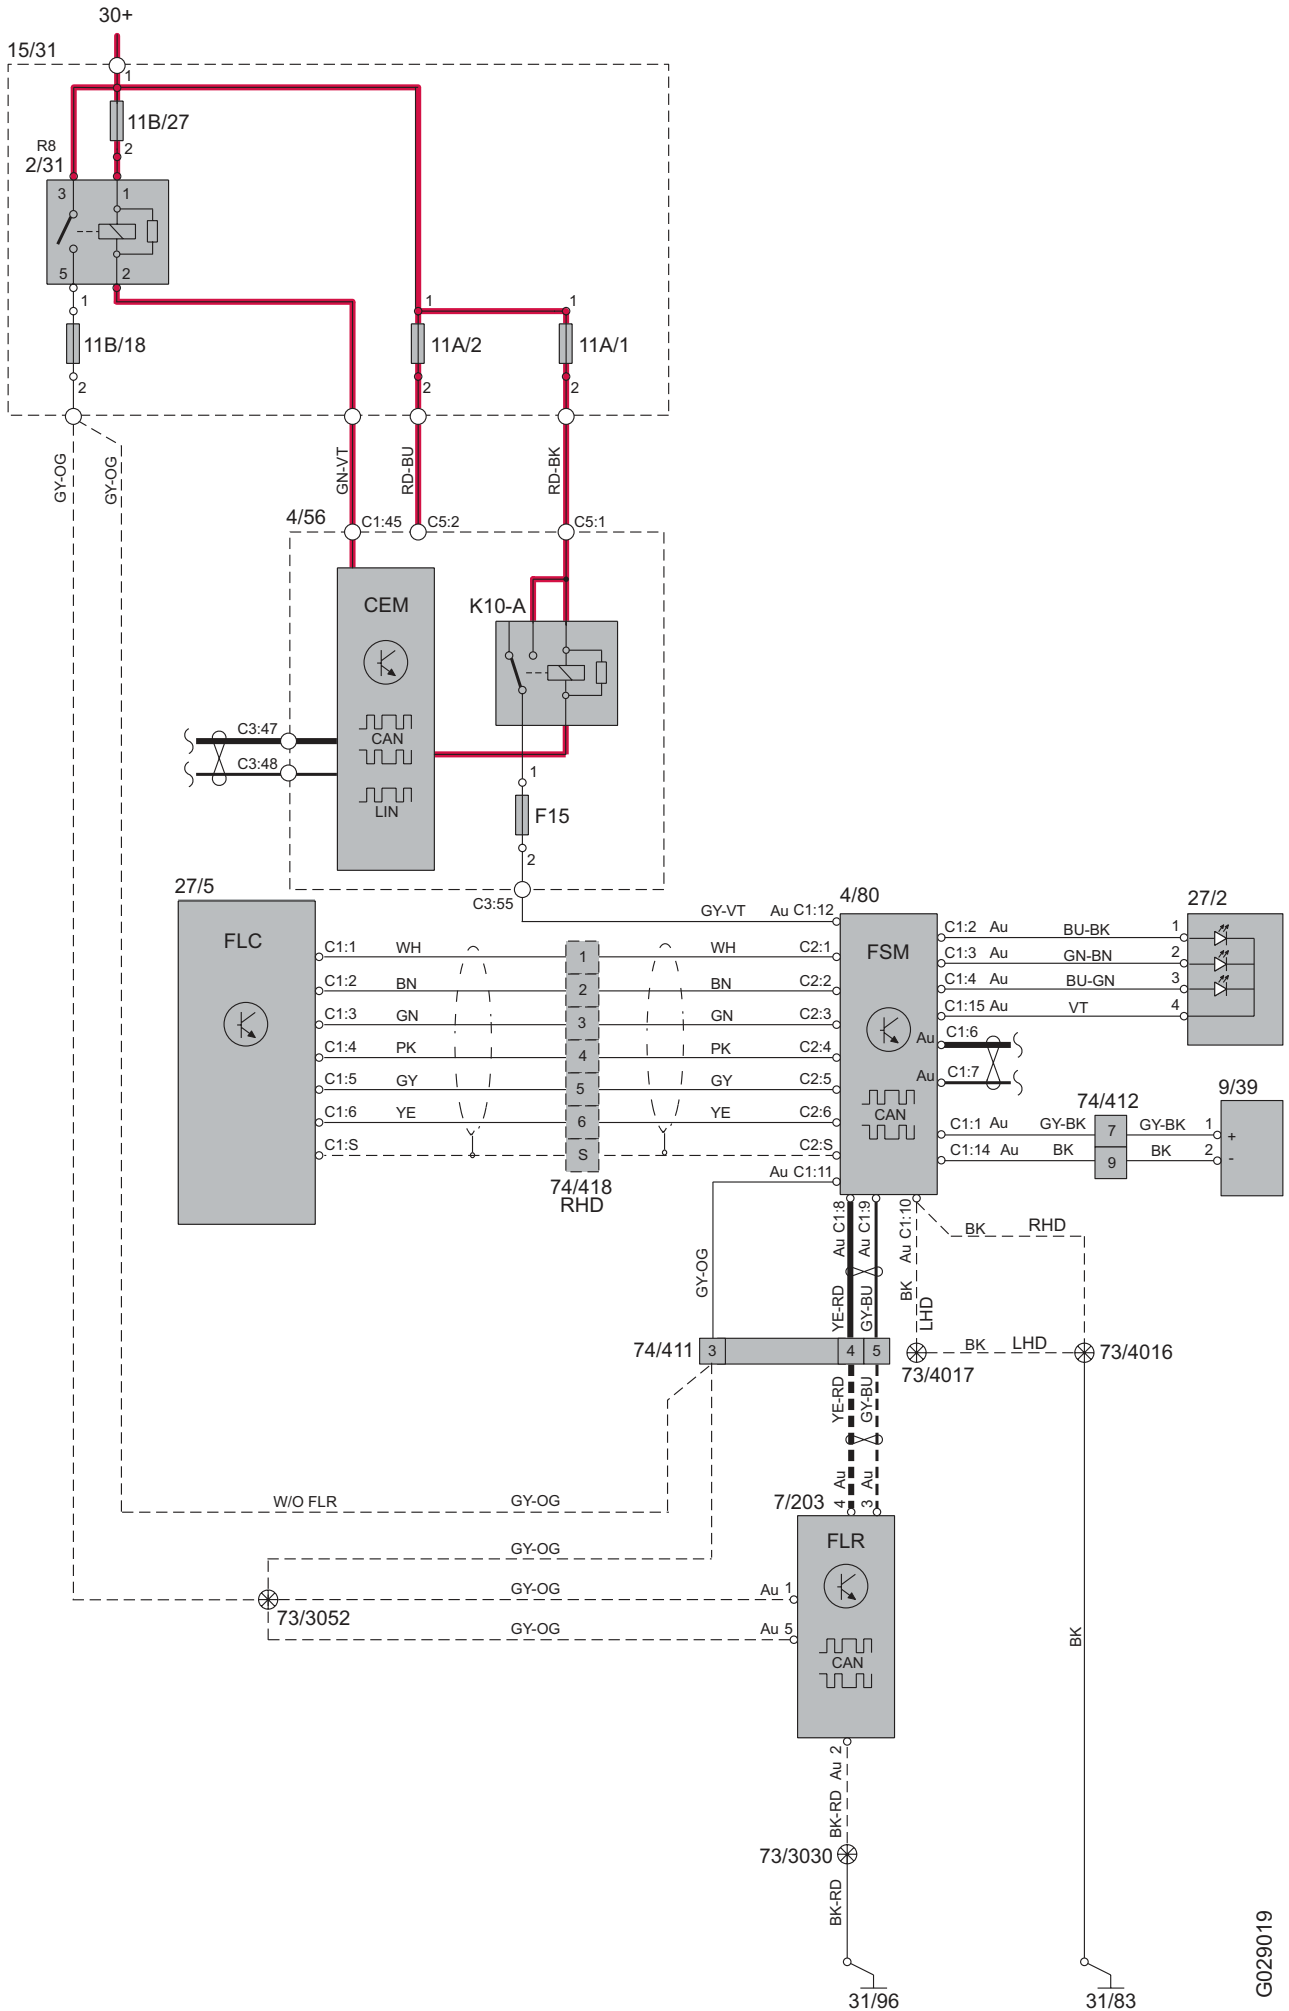 30+
15/31
1
11B/27
R8
2
2/31
3 1
5 2
1
11B/18
2
1 1
11A/2 11A/1
2 2
GY-OG
GY-OG
GN-VT
RD-BU
RD-BK
4/56
C1:45 C5:2 C5:1
CEM
K10-A
C3:47
CAN
C3:48
LIN
1
F15
2
C3:55
27/5
FLC
4/80
27/2
GY-VT Au C1:12
FSM
C1:1 WH 1 WH C2:1
C1:2 BN 2 BN C2:2
C1:3 GN 3 GN C2:3
C1:4 PK 4 PK C2:4
C1:5 GY 5 GY C2:5
C1:6 YE 6 YE C2:6
C1:S S C2:S
74/418
RHD
Au C1:11
C1:2 Au BU-BK 1
C1:3 Au GN-BN 2
C1:4 Au BU-GN 3
C1:15 Au VT 4
Au C1:6
Au C1:7
CAN
74/412
9/39
C1:1 Au GY-BK 7 GY-BK 1 +
C1:14 Au BK 9 BK 2 -
GY-OG
YE-RD Au C1:8
GY-BU Au C1:9
BK Au C1:10
LHD
BK RHD
74/411 3 4 5
73/4017
BK LHD
73/4016
YE-RD
GY-BU
4 Au
3 Au
W/O FLR GY-OG
7/203
FLR
GY-OG
GY-OG Au 1
73/3052
GY-OG Au 5
CAN
BK
BK-RD Au 2
73/3030
BK-RD
31/96
31/83
G029019